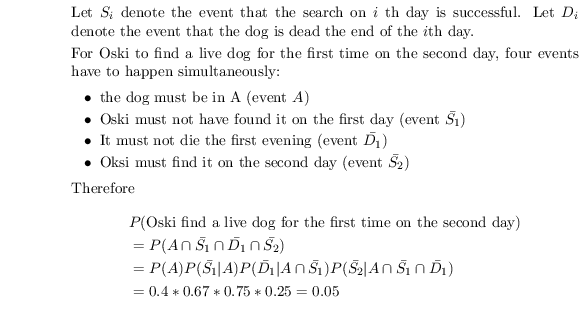 Let $S_i$ denote the event that the search on $i$ th day is successful. Let $D_i$
denote the event that the dog is dead the end of the $i$th day.
For Oski to find a live dog for the first time on the second day, four events
have to happen simultaneously:
• the dog must be in A (event $A$)
• Oski must not have found it on the first day (event $\bar{S_1}$)
• It must not die the first evening (event $\bar{D_1}$)
• Oksi must find it on the second day (event $\bar{S_2}$)
Therefore
$P$(Oski find a live dog for the first time on the second day)
$= P(A \cap \bar{S_1} \cap \bar{D_1} \cap \bar{S_2})$
$= P(A)P(\bar{S_1}|A)P(\bar{D_1}|A \cap \bar{S_1})P(\bar{S_2}|A \cap \bar{S_1} \cap \bar{D_1})$
$= 0.4 * 0.67 * 0.75 * 0.25 = 0.05$